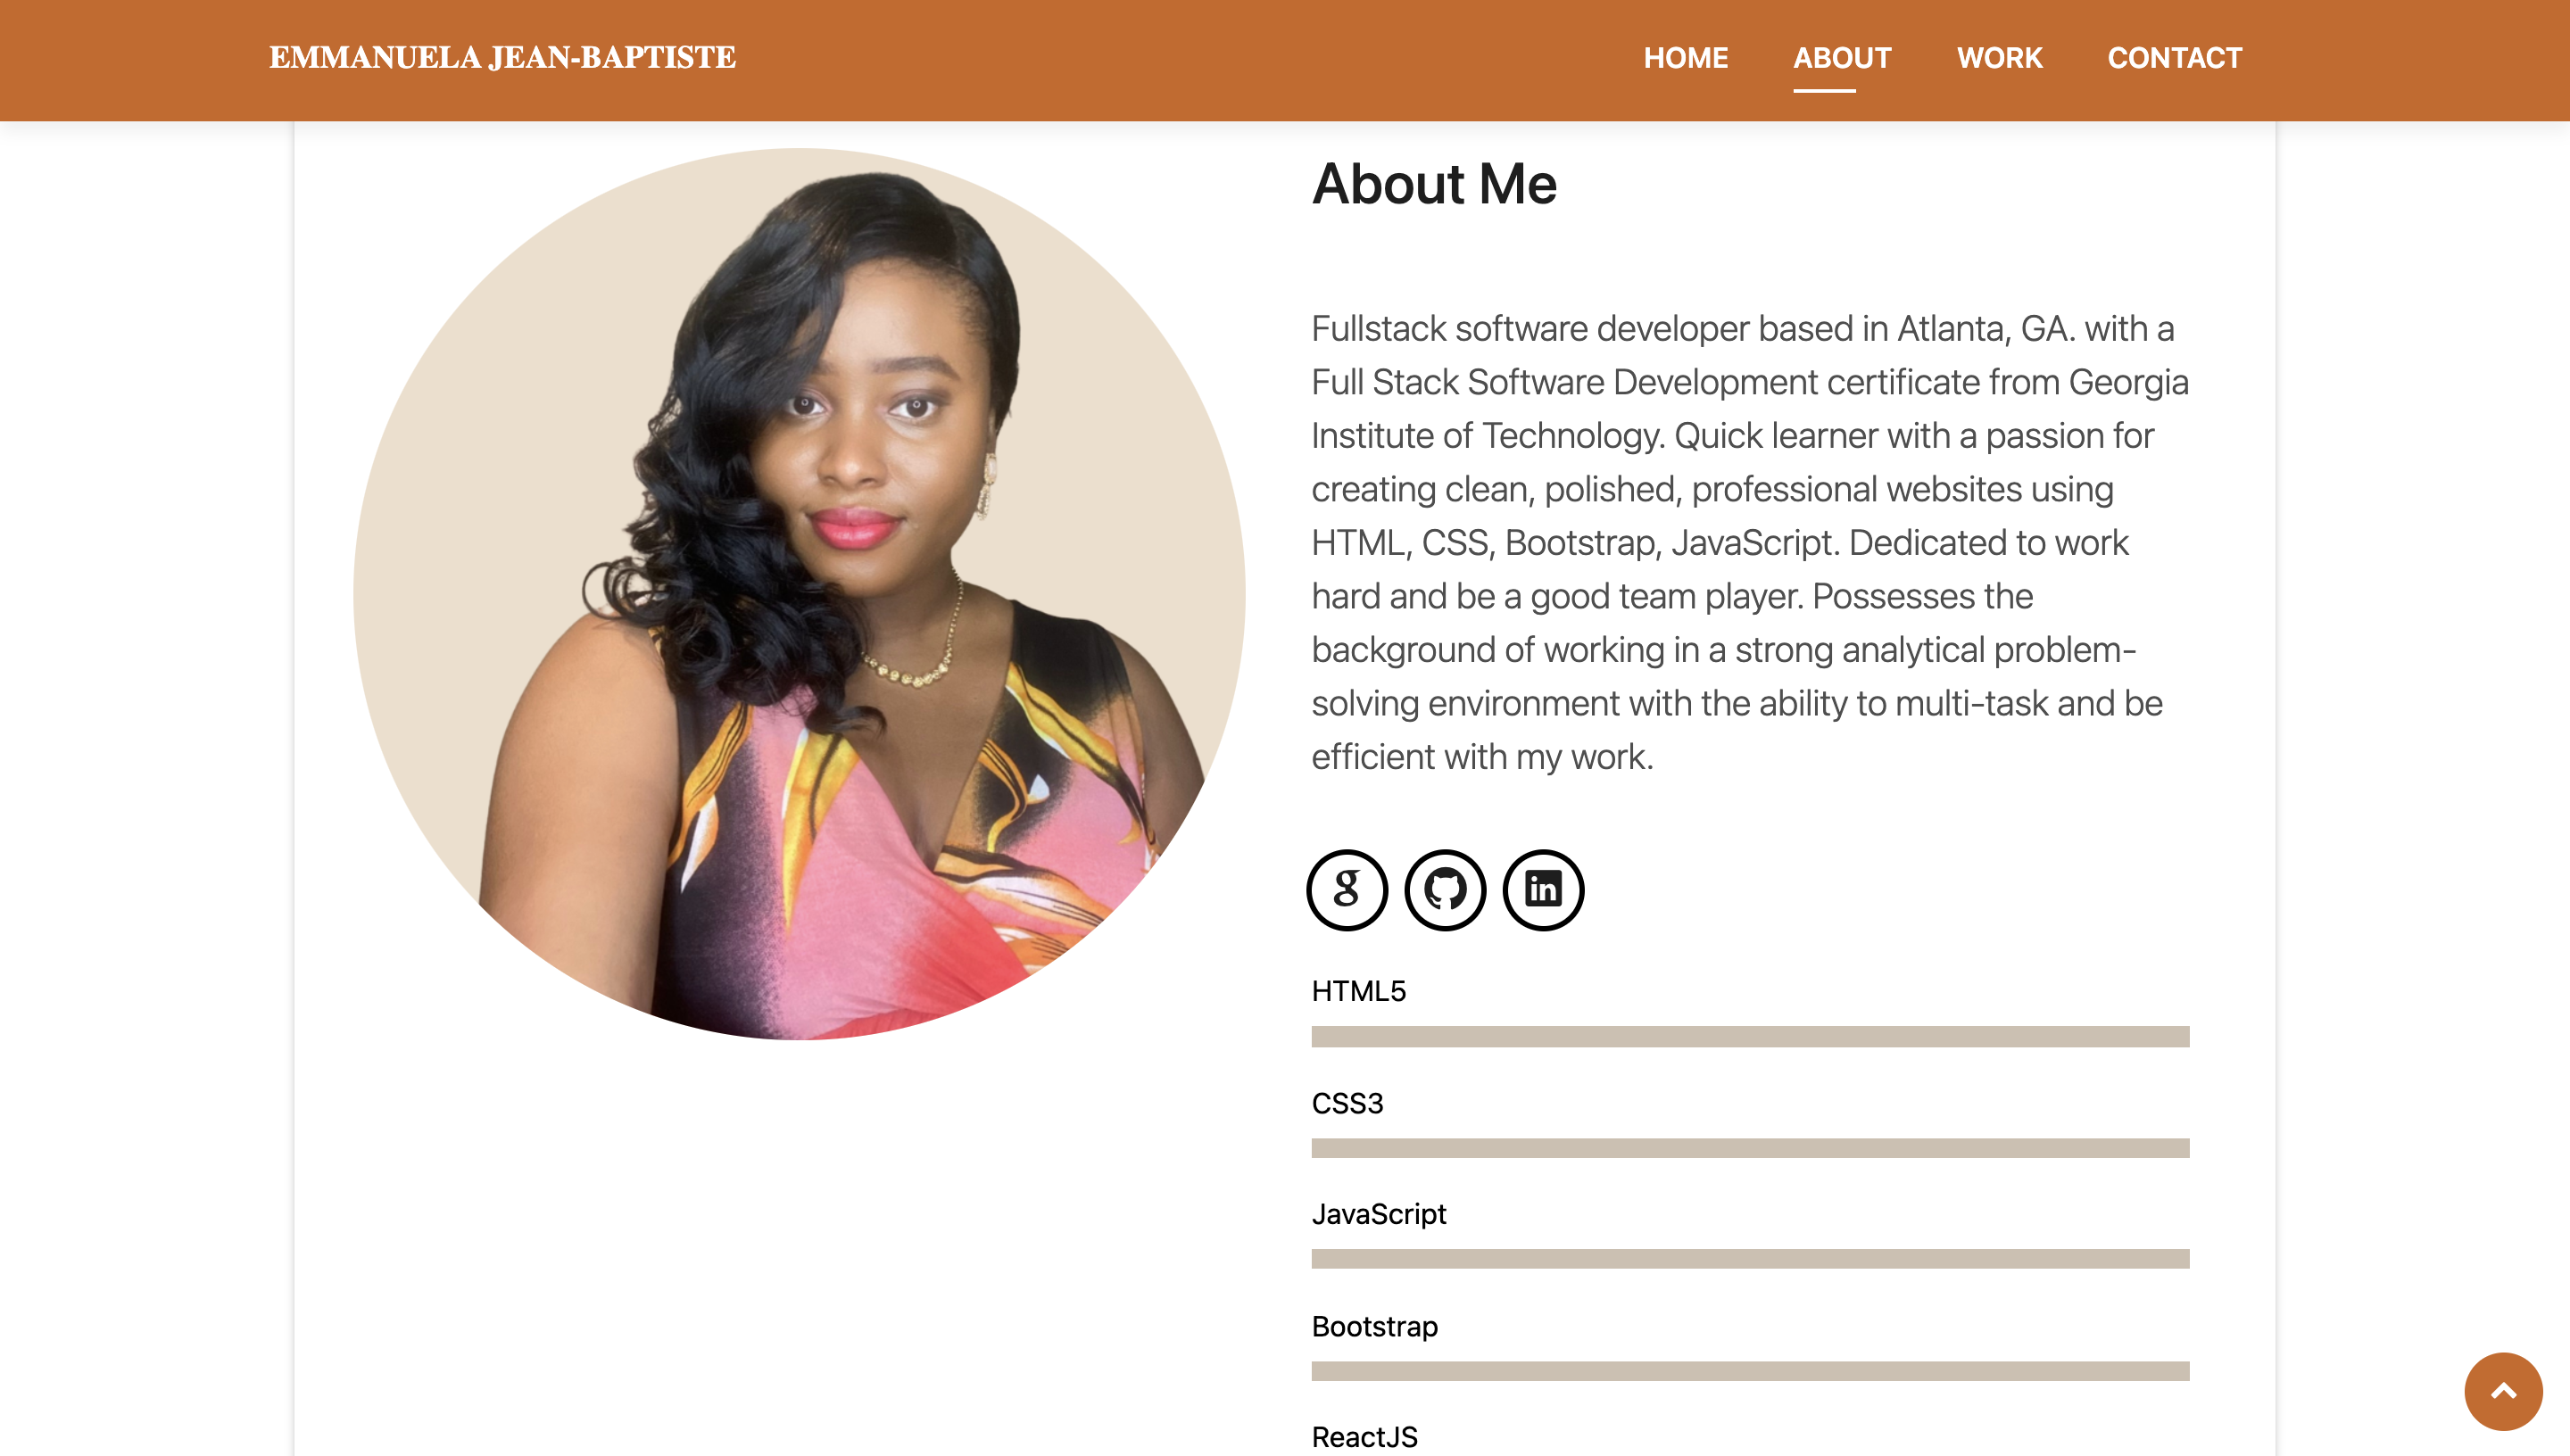 EMMANUELA JEAN-BAPTISTE
HOME ABOUT WORK CONTACT
About Me
Fullstack software developer based in Atlanta, GA. with a
Full Stack Software Development certificate from Georgia
Institute of Technology. Quick learner with a passion for
creating clean, polished, professional websites using
HTML, CSS, Bootstrap, JavaScript. Dedicated to work
hard and be a good team player. Possesses the
background of working in a strong analytical problem-
solving environment with the ability to multi-task and be
efficient with my work.
g in
HTML5
CSS3
JavaScript
Bootstrap
ReactJS